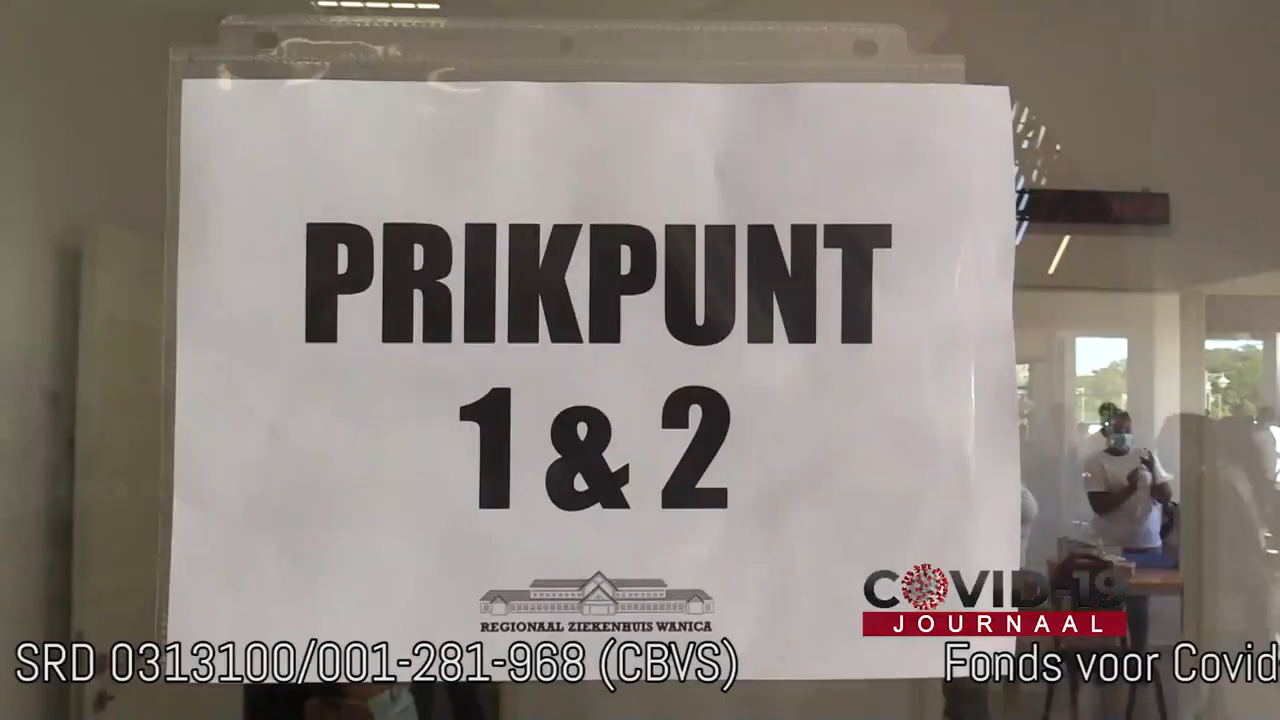 PRIKPUNT
1 & 2
REGIONAAL ZIEKENHUIS WANICA
COVID-19
JOURNAAL
SRD 0313100/001-281-968 (CBVS)
Fonds voor Covid